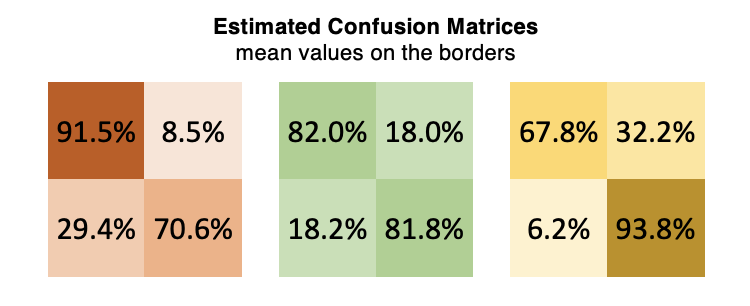 Estimated Confusion Matrices
mean values on the borders
91.5% 8.5% 82.0% 18.0% 67.8% 32.2%
29.4% 70.6% 18.2% 81.8% 6.2% 93.8%